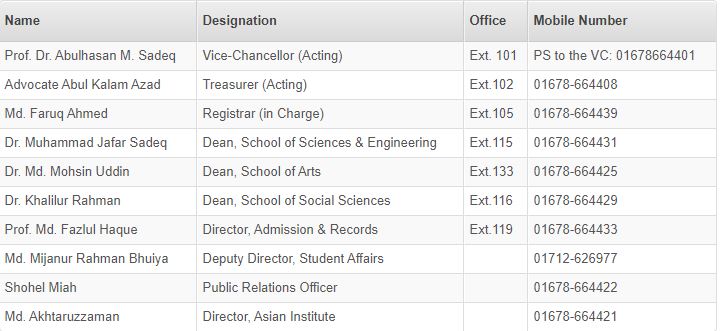 Name Designation Office Mobile Number
Prof. Dr. Abulhasan M. Sadeq Vice-Chancellor (Acting) Ext. 101 PS to the VC: 01678664401
Advocate Abul Kalam Azad Treasurer (Acting) Ext.102 01678-664408
Md. Faruq Ahmed Registrar (in Charge) Ext.105 01678-664439
Dr. Muhammad Jafar Sadeq Dean, School of Sciences & Engineering Ext.115 01678-664431
Dr. Md. Mohsin Uddin Dean, School of Arts Ext.133 01678-664425
Dr. Khalilur Rahman Dean, School of Social Sciences Ext.116 01678-664429
Prof. Md. Fazlul Haque Director, Admission & Records Ext.119 01678-664433
Md. Mijanur Rahman Bhuiya Deputy Director, Student Affairs 01712-626977
Shohel Miah Public Relations Officer 01678-664422
Md. Akhtaruzzaman Director, Asian Institute 01678-664421